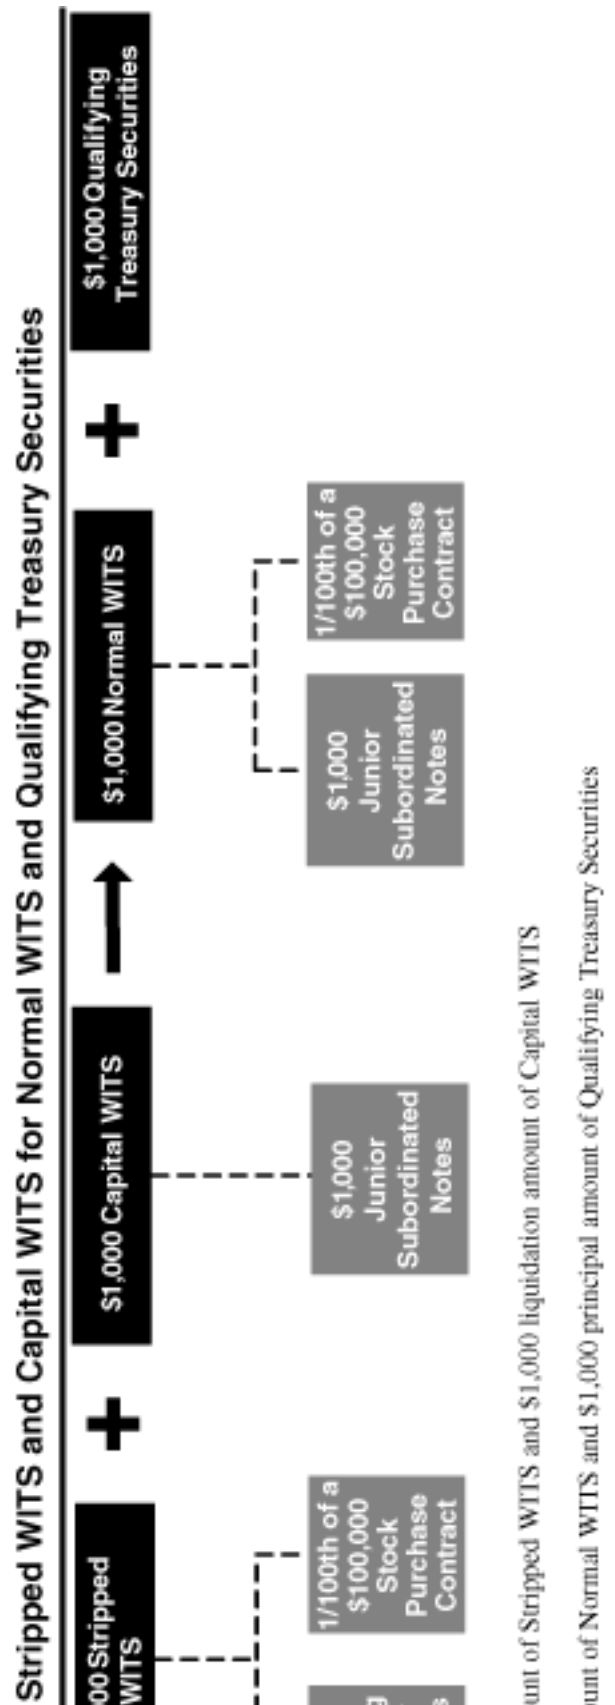 Stripped WITS and Capital WITS for Normal WITS and Qualifying Treasury Securities
00 Stripped
WITS
+
$1,000 Capital WITS
$1,000 Normal WITS
+
$1,000 Qualifying
Treasury Securities
1/100th of a
$100,000
Stock
Purchase
Contract
$1,000
Junior
Subordinated
Notes
$1,000
Junior
Subordinated
Notes
1/100th of a
$100,000
Stock
Purchase
Contract
unt of Stripped WITS and $1,000 liquidation amount of Capital WITS
unt of Normal WITS and $1,000 principal amount of Qualifying Treasury Securities